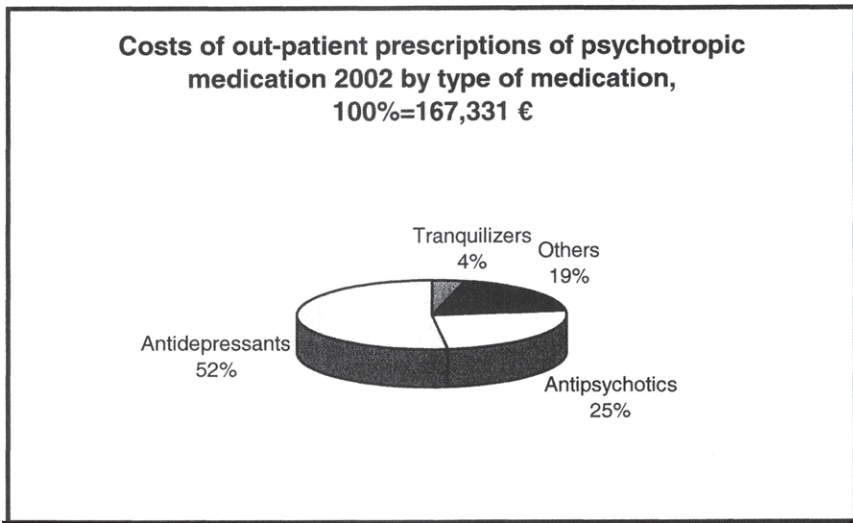 Costs of out-patient prescriptions of psychotropic
medication 2002 by type of medication,
100%=167,331 €
Tranquilizers
4%
Others
19%
Antidepressants
52%
Antipsychotics
25%